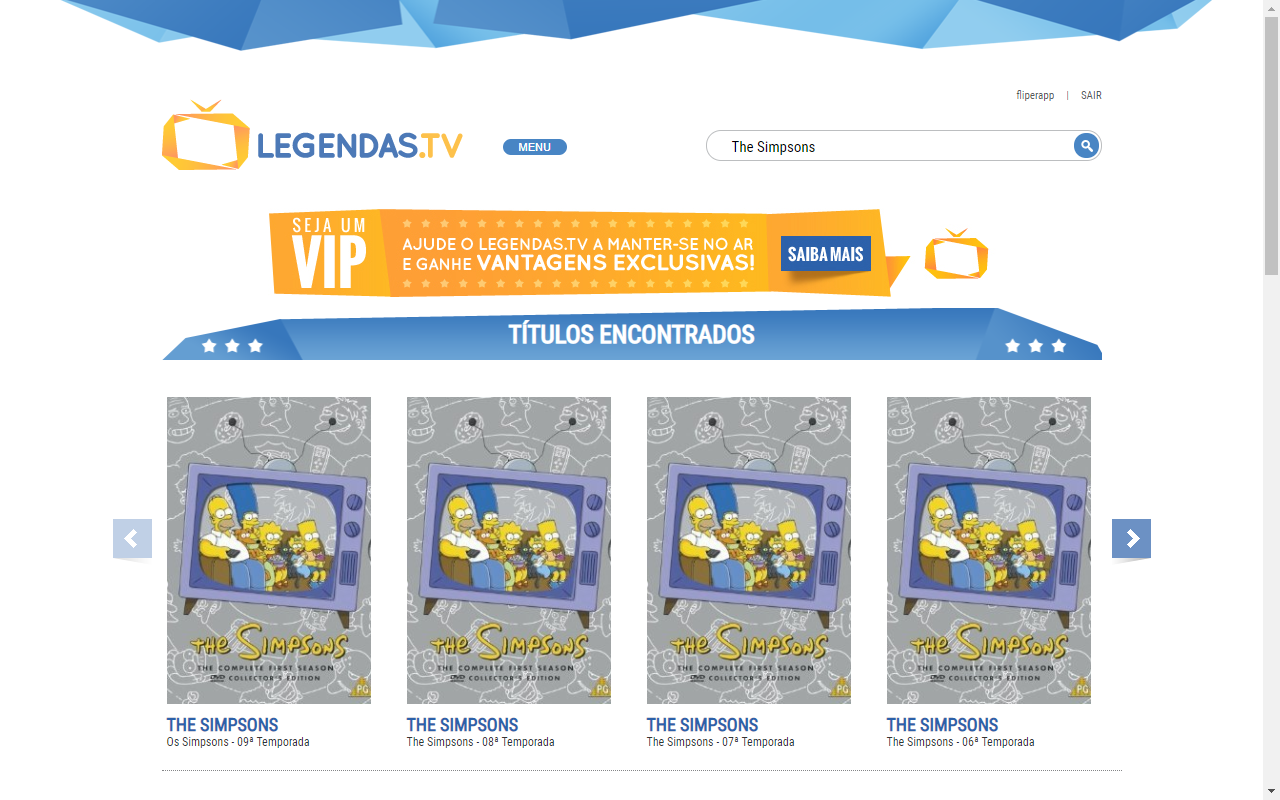 fliperapp | SAIR
LEGENDAS.TV
MENU
The Simpsons
SEJA UM
VIP
AJUDE O LEGENDAS.TV A MANTER-SE NO AR
E GANHE VANTAGENS EXCLUSIVAS!
SAIBA MAIS
TÍTULOS ENCONTRADOS
THE SIMPSONS
THE COMPLETE FIRST SEASON
DVD COLLECTOR'S EDITION
PG
THE SIMPSONS
Os Simpsons - 09ª Temporada
THE SIMPSONS
THE COMPLETE FIRST SEASON
DVD COLLECTOR'S EDITION
PG
THE SIMPSONS
The Simpsons - 08ª Temporada
THE SIMPSONS
THE COMPLETE FIRST SEASON
DVD COLLECTOR'S EDITION
PG
THE SIMPSONS
The Simpsons - 07ª Temporada
THE SIMPSONS
THE COMPLETE FIRST SEASON
DVD COLLECTOR'S EDITION
PG
THE SIMPSONS
The Simpsons - 06ª Temporada